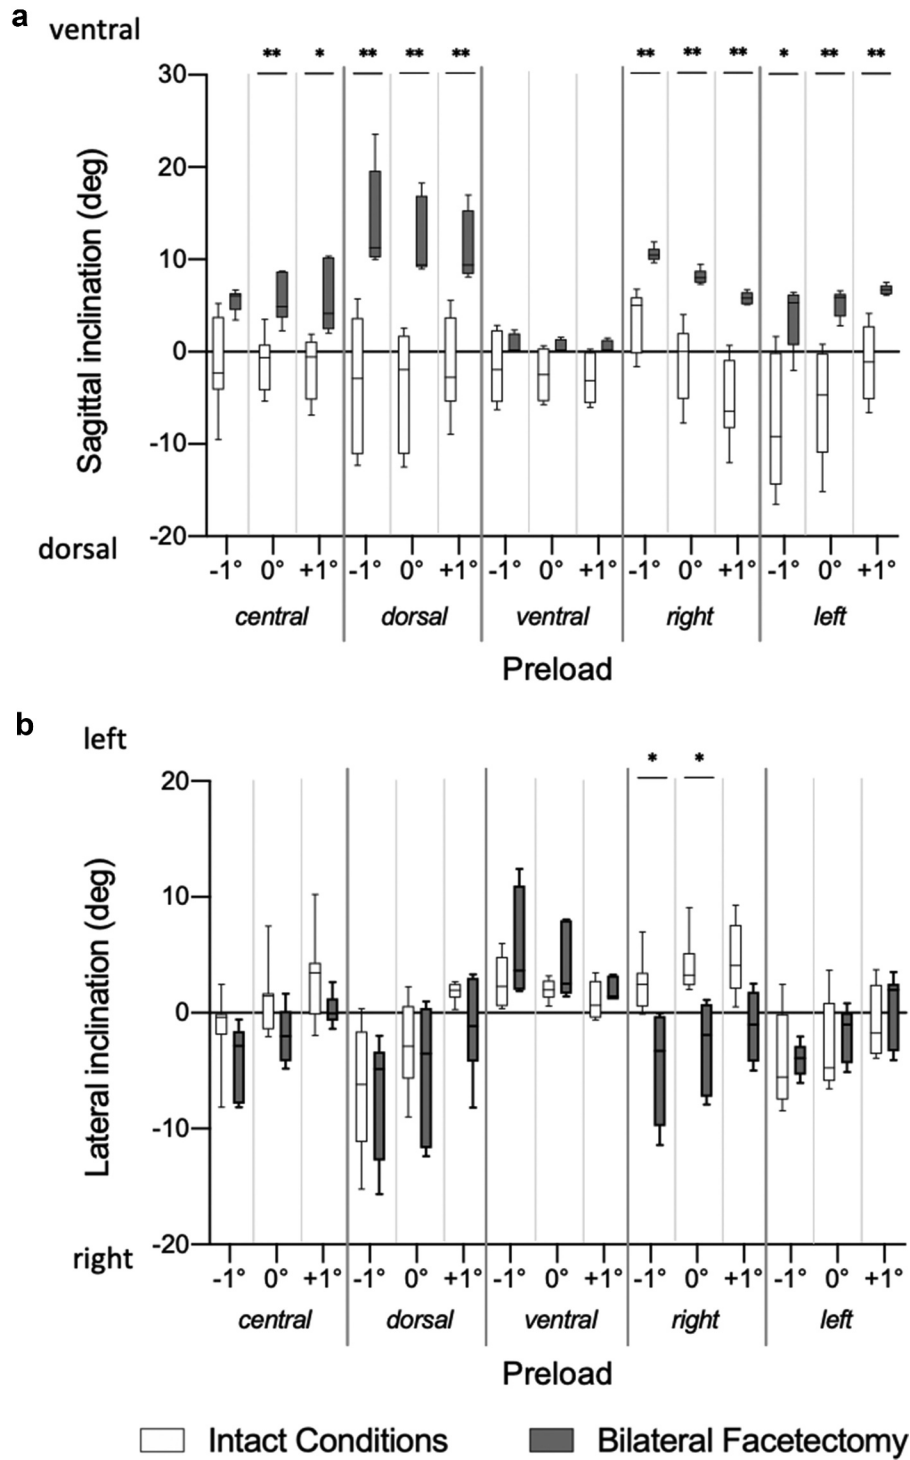 a
ventral
** * ** ** ** ** ** ** * ** **
30
20
10
0
-10
-20
Sagittal inclination (deg)
dorsal
-1° 0° +1° -1° 0° +1° -1° 0° +1° -1° 0° +1° -1° 0° +1°
central dorsal ventral right left
Preload
b
left
* *
20
10
0
-10
-20
Lateral inclination (deg)
right
-1° 0° +1° -1° 0° +1° -1° 0° +1° -1° 0° +1° -1° 0° +1°
central dorsal ventral right left
Preload
Intact Conditions Bilateral Facetectomy